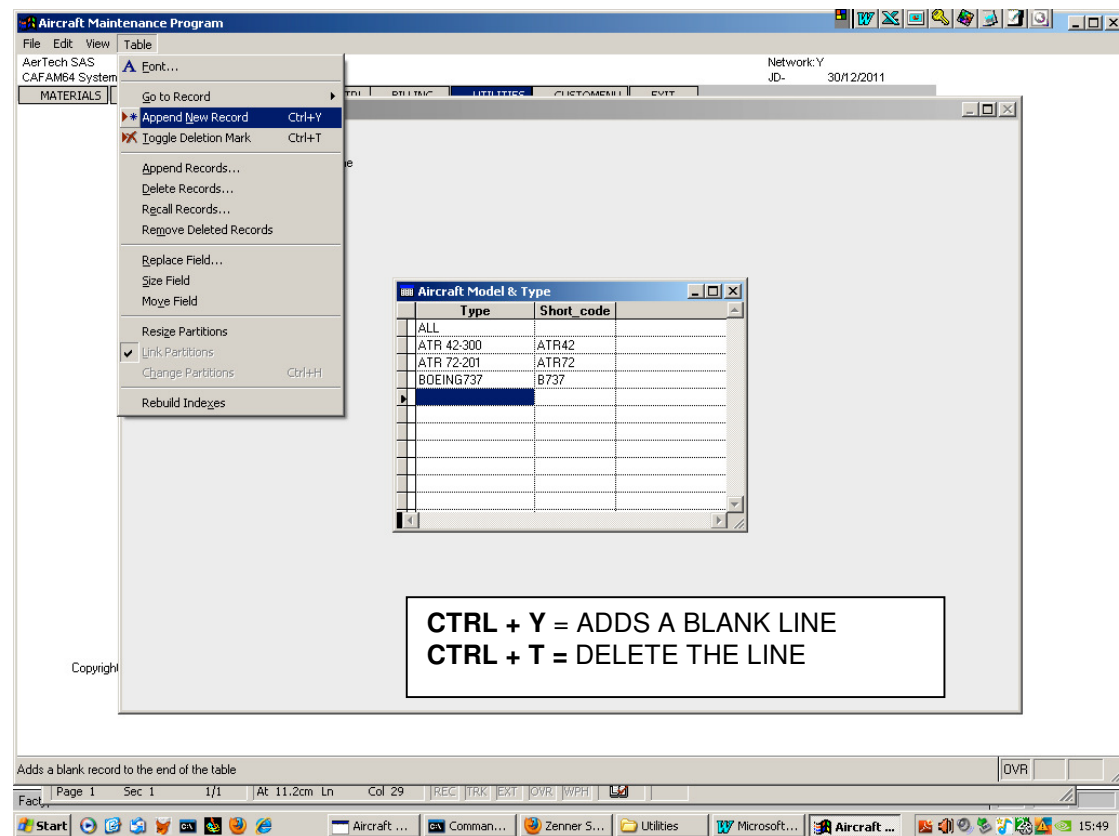 Aircraft Maintenance Program
File Edit View Table
AerTech SAS
Network:Y
CAFAM64 System
JD- 30/12/2011
MATERIALS BILLING UTILITIES CUSTOMENU EXIT
Font...
Go to Record
Append New Record Ctrl+Y
Toggle Deletion Mark Ctrl+T
Append Records...
Delete Records...
Recall Records...
Remove Deleted Records
Replace Field...
Size Field
Move Field
Resize Partitions
Link Partitions
Change Partitions Ctrl+H
Rebuild Indexes
Aircraft Model & Type
Type Short_code
ALL
ATR 42-300 ATR42
ATR 72-201 ATR72
BOEING737 B737
CTRL + Y = ADDS A BLANK LINE
CTRL + T = DELETE THE LINE
Copyright
Adds a blank record to the end of the table
OVR
Page 1 Sec 1 1/1 At 11.2cm Ln Col 29 REC TRK EXT OVR WPH
Start Aircraft ... Comman... Zenner S... Utilities Microsoft... Aircraft ... 15:49